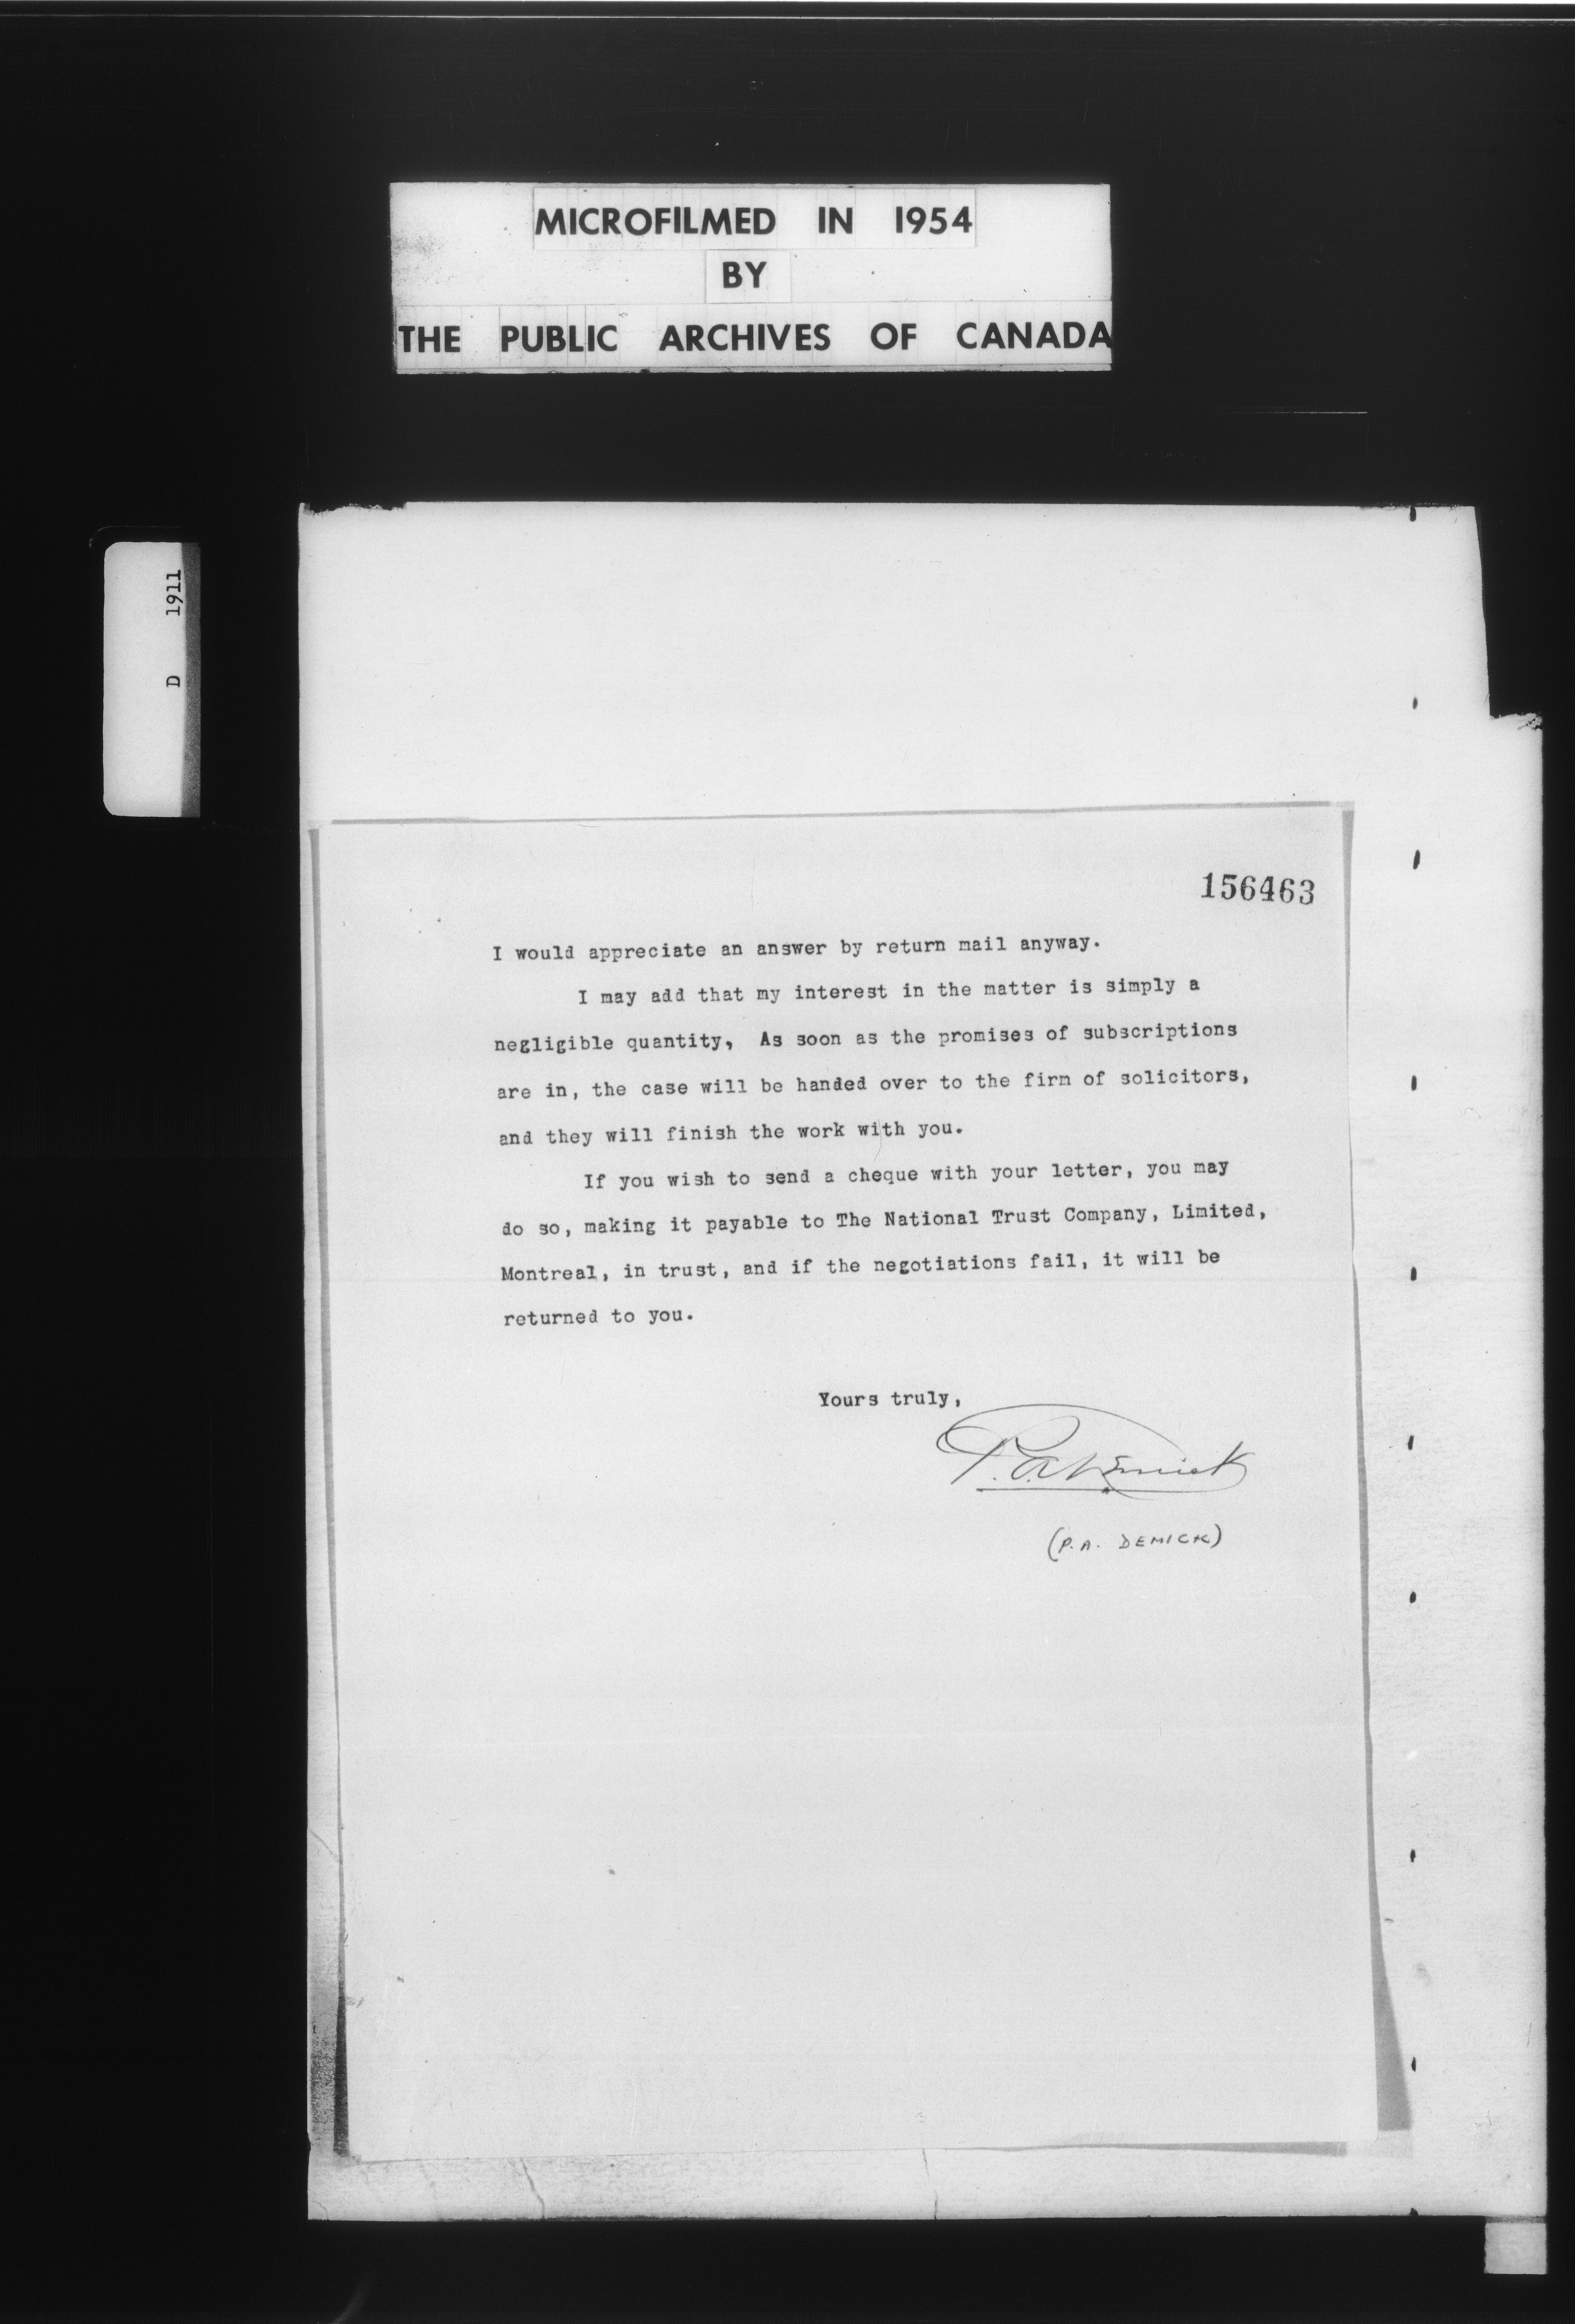 MICROFILMED IN 1954
BY
THE PUBLIC ARCHIVES OF CANADA
D 1911
156463
I would appreciate an answer by return mail anyway.
I may add that my interest in the matter is simply a
negligible quantity, As soon as the promises of subscriptions
are in, the case will be handed over to the firm of solicitors,
and they will finish the work with you.
If you wish to send a cheque with your letter, you may
do so, making it payable to The National Trust Company, Limited,
Montreal, in trust, and if the negotiations fail, it will be
returned to you.
Yours truly,
P.A. Demick
(P.A. DEMICK)